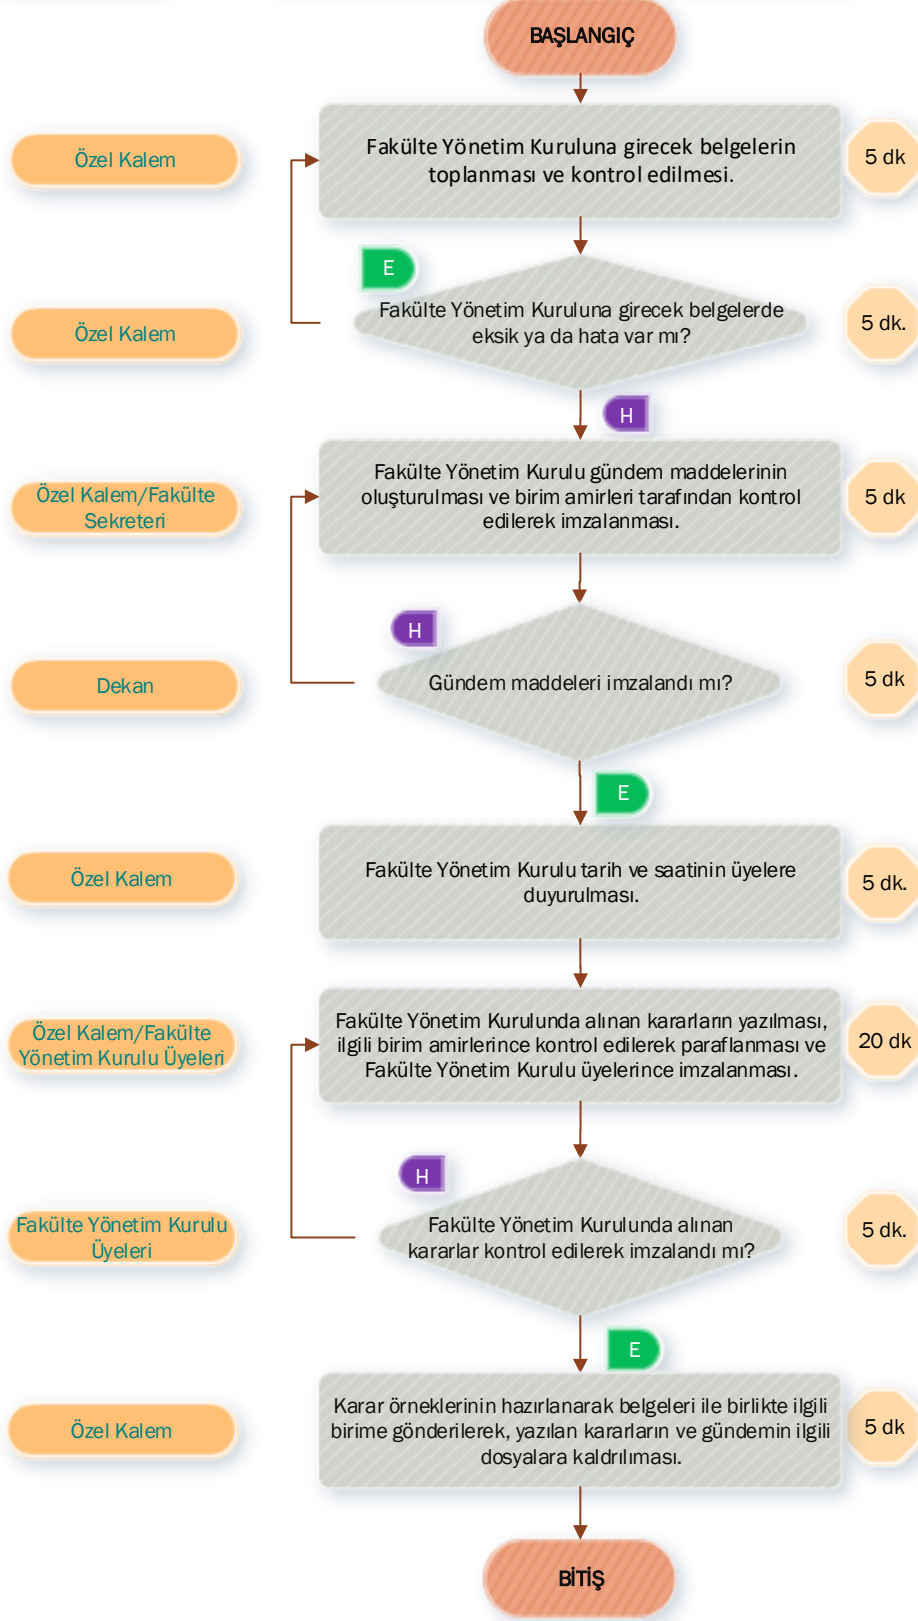 BAŞLANGIÇ
Özel Kalem
Fakülte Yönetim Kuruluna girecek belgelerin
toplanması ve kontrol edilmesi.
5 dk
E
Özel Kalem
Fakülte Yönetim Kuruluna girecek belgelerde
eksik ya da hata var mı?
5 dk.
H
Özel Kalem/Fakülte
Sekreteri
Fakülte Yönetim Kurulu gündem maddelerinin
oluşturulması ve birim amirleri tarafından kontrol
edilerek imzalanması.
5 dk
H
Dekan
Gündem maddeleri imzalandı mı?
5 dk
E
Özel Kalem
Fakülte Yönetim Kurulu tarih ve saatinin üyelere
duyurulması.
5 dk.
Özel Kalem/Fakülte
Yönetim Kurulu Üyeleri
Fakülte Yönetim Kurulunda alınan kararların yazılması,
ilgili birim amirlerince kontrol edilerek paraflanması ve
Fakülte Yönetim Kurulu üyelerince imzalanması.
20 dk
H
Fakülte Yönetim Kurulu
Üyeleri
Fakülte Yönetim Kurulunda alınan
kararlar kontrol edilerek imzalandı mı?
5 dk.
E
Özel Kalem
Karar örneklerinin hazırlanarak belgeleri ile birlikte ilgili
birime gönderilerek, yazılan kararların ve gündemin ilgili
dosyalara kaldırılması.
5 dk
BİTİŞ